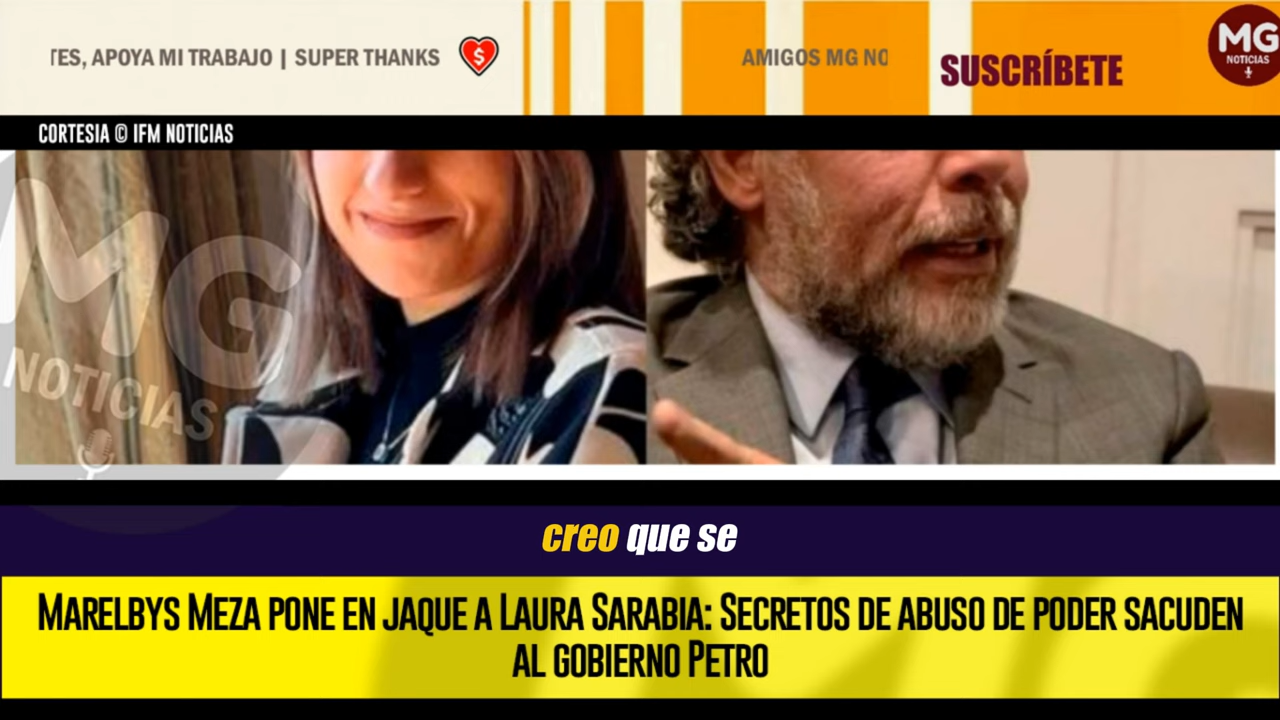 TES, APOYA MI TRABAJO | SUPER THANKS
AMIGOS MG NO
SUSCRÍBETE
MG
NOTICIAS
CORTESIA © IFM NOTICIAS
MG
NOTICIAS
creo que se
MARELBYS MEZA PONE EN JAQUE A LAURA SARABIA: SECRETOS DE ABUSO DE PODER SACUDEN
AL GOBIERNO PETRO